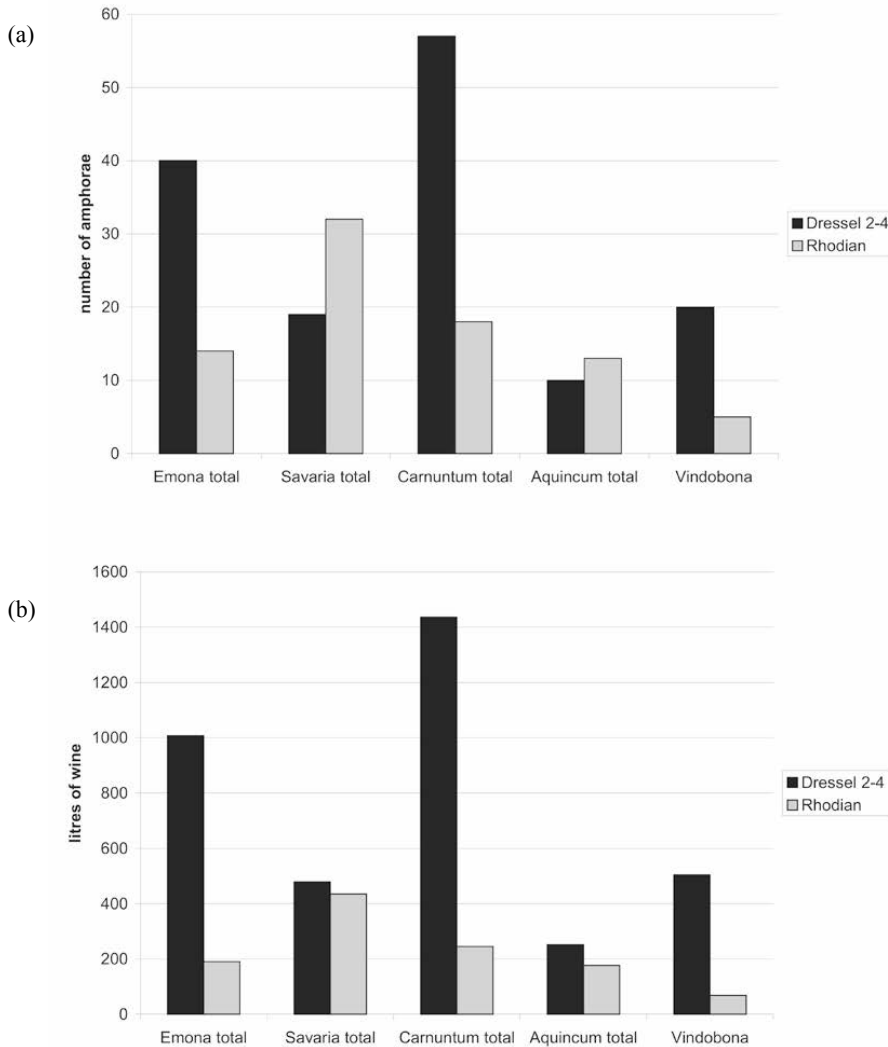 (a)
60
50
40
30
20
10
0
number of amphorae
Emona total Savaria total Carnuntum total Aquincum total Vindobona
Dressel 2-4
Rhodian
(b)
1600
1400
1200
1000
800
600
400
200
0
litres of wine
Emona total Savaria total Carnuntum total Aquincum total Vindobona
Dressel 2-4
Rhodian